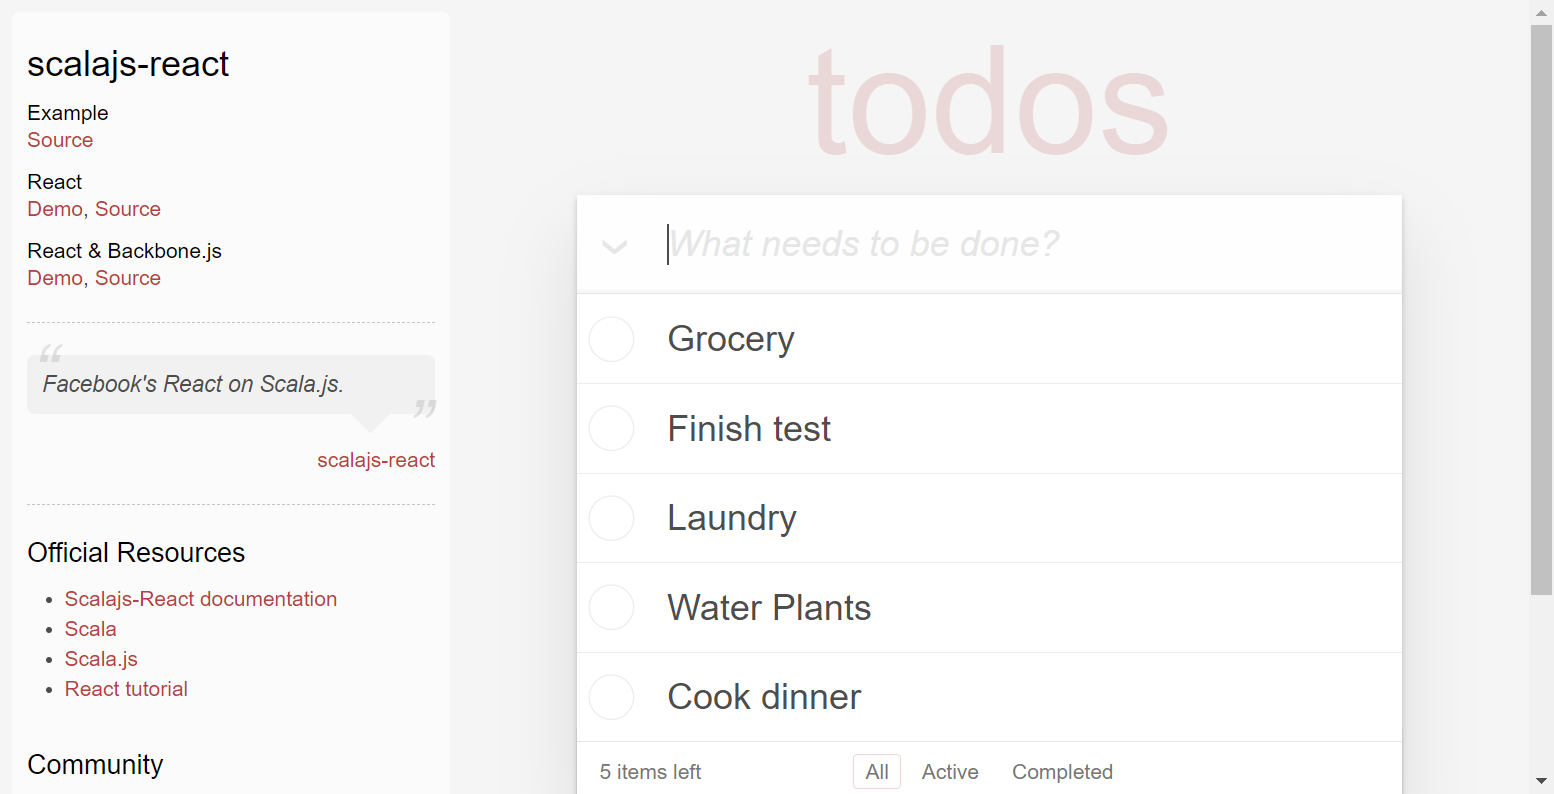 scalajs-react
Example
Source
React
Demo, Source
React & Backbone.js
Demo, Source
“
Facebook's React on Scala.js.
”
scalajs-react
Official Resources
• Scalajs-React documentation
• Scala
• Scala.js
• React tutorial
Community
todos
What needs to be done?
Grocery
Finish test
Laundry
Water Plants
Cook dinner
5 items left All Active Completed